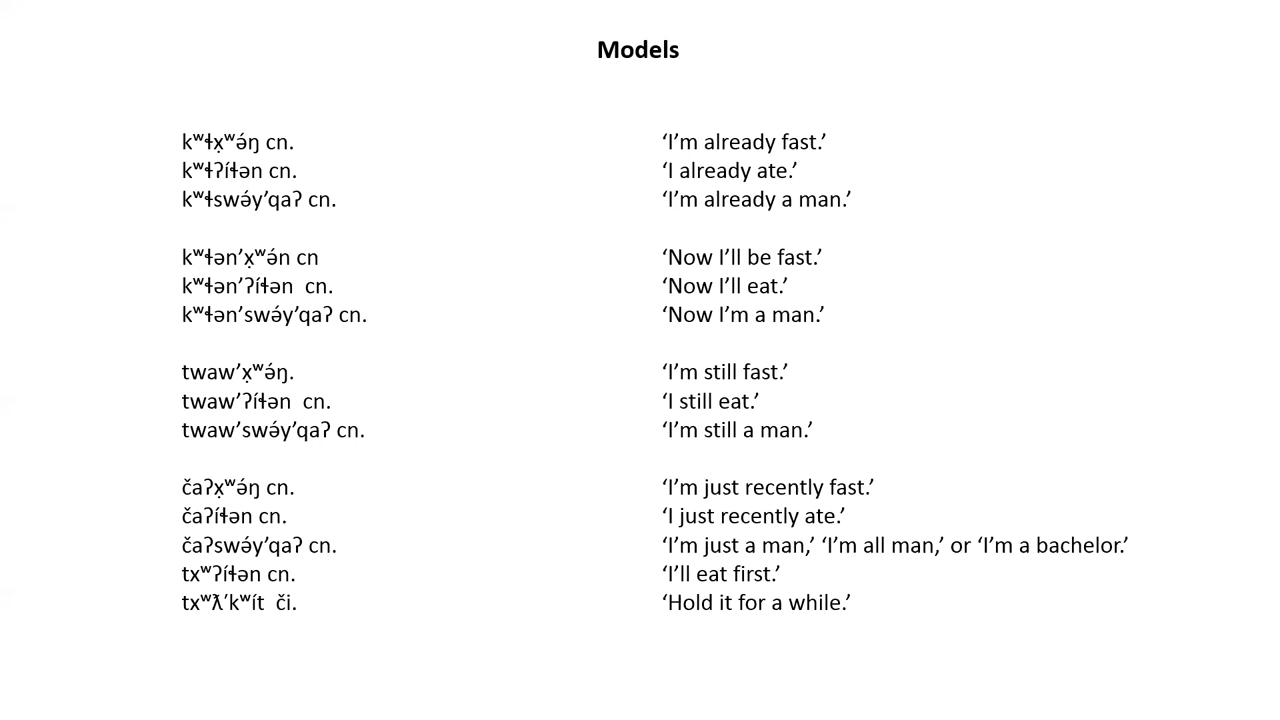 Models
kʷɬx̣ʷə́ŋ cn. ‘I’m already fast.’
kʷɬʔíɬən cn. ‘I already ate.’
kʷɬswə́y’qaʔ cn. ‘I’m already a man.’
kʷɬən’x̣ʷə́n cn ‘Now I’ll be fast.’
kʷɬən’ʔíɬən cn. ‘Now I’ll eat.’
kʷɬən’swə́y’qaʔ cn. ‘Now I’m a man.’
twaw’x̣ʷə́ŋ. ‘I’m still fast.’
twaw’ʔíɬən cn. ‘I still eat.’
twaw’swə́y’qaʔ cn. ‘I’m still a man.’
čaʔx̣ʷə́ŋ cn. ‘I’m just recently fast.’
čaʔíɬən cn. ‘I just recently ate.’
čaʔswə́y’qaʔ cn. ‘I’m just a man,’ ‘I’m all man,’ or ‘I’m a bachelor.’
txʷʔíɬən cn. ‘I’ll eat first.’
txʷƛ’kʷít či. ‘Hold it for a while.’